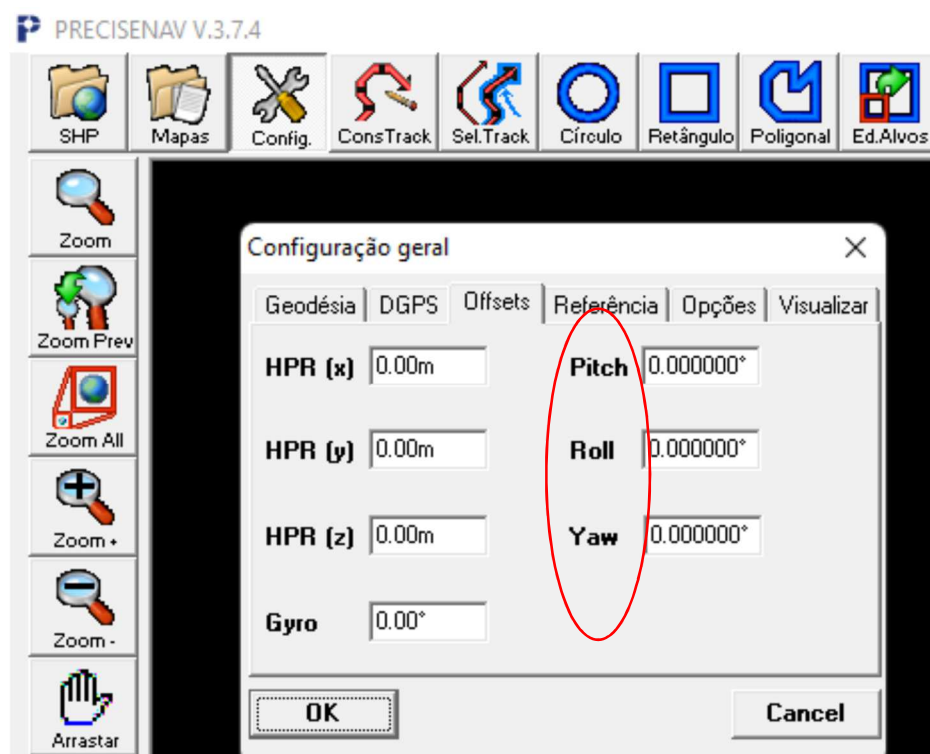 PRECISENAV V.3.7.4
SHP Mapas Config. ConsTrack Sel.Track Círculo Retângulo Poligonal Ed.Alvos
Zoom
Zoom Prev
Zoom All
Zoom +
Zoom -
Arrastar
Configuração geral
Geodésia DGPS Offsets Referência Opções Visualizar
HPR (x) 0.00m Pitch 0.000000°
HPR (y) 0.00m Roll 0.000000°
HPR (z) 0.00m Yaw 0.000000°
Gyro 0.00°
OK Cancel